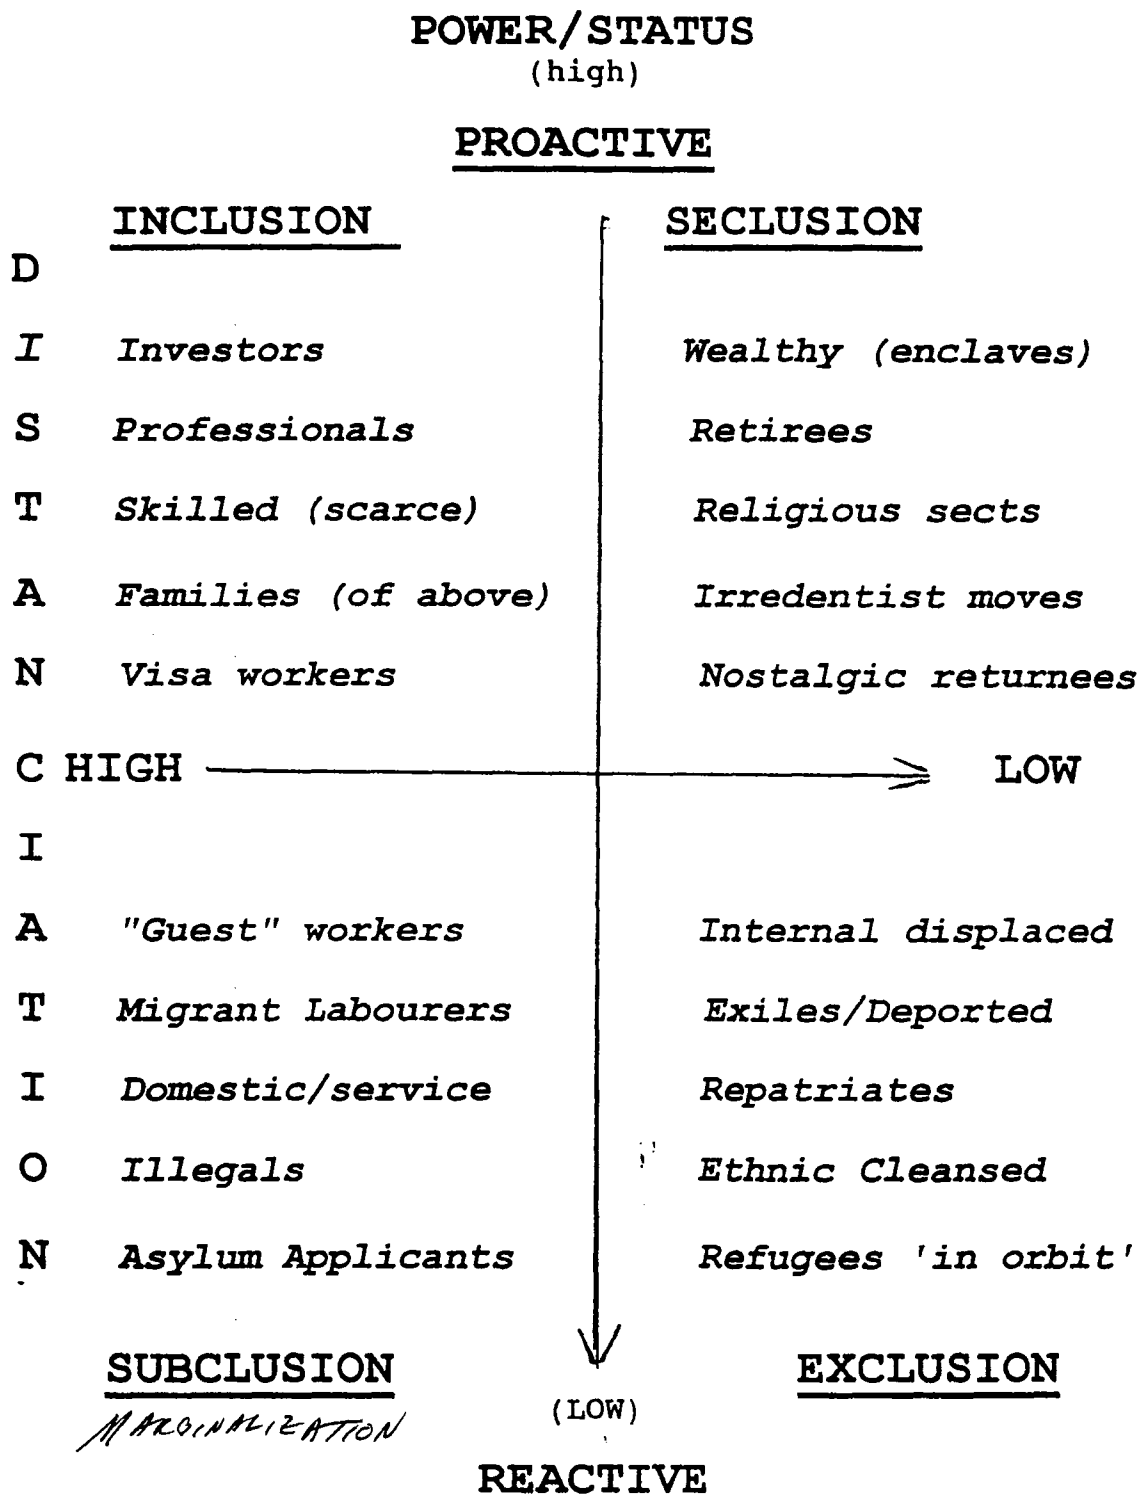 POWER/STATUS
(high)
PROACTIVE
DISTANCIATION
INCLUSION
Investors
Professionals
Skilled (scarce)
Families (of above)
Visa workers
SECLUSION
Wealthy (enclaves)
Retirees
Religious sects
Irredentist moves
Nostalgic returnees
HIGH
LOW
"Guest" workers
Migrant Labourers
Domestic/service
Illegals
Asylum Applicants
SUBCLUSION
MARGINALIZATION
Internal displaced
Exiles/Deported
Repatriates
Ethnic Cleansed
Refugees 'in orbit'
EXCLUSION
(LOW)
REACTIVE